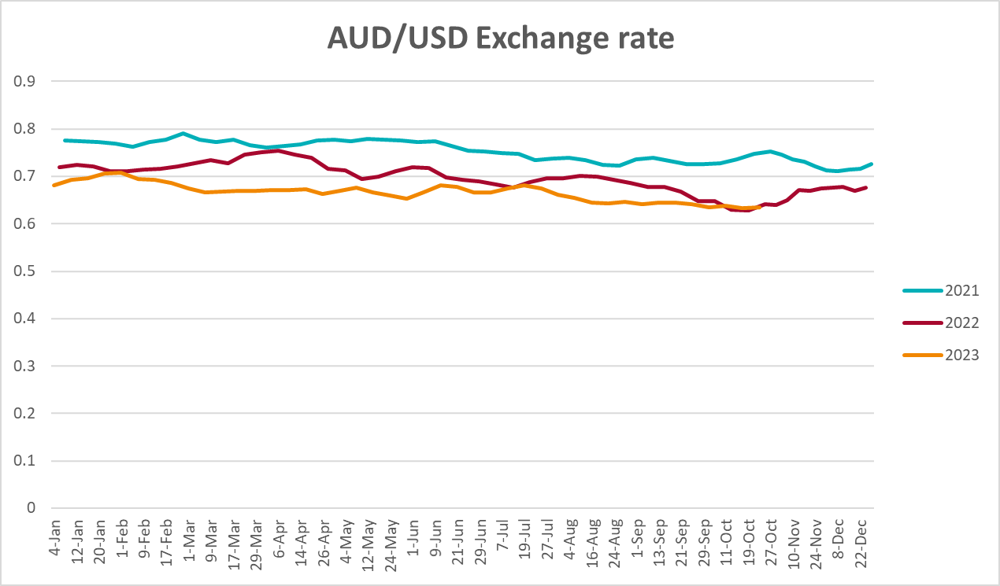 AUD/USD Exchange rate
0.9
0.8
0.7
0.6
0.5
0.4
0.3
0.2
0.1
0
4-Jan
12-Jan
20-Jan
1-Feb
9-Feb
17-Feb
1-Mar
9-Mar
17-Mar
29-Mar
6-Apr
14-Apr
26-Apr
4-May
12-May
24-May
1-Jun
9-Jun
21-Jun
29-Jun
7-Jul
19-Jul
27-Jul
4-Aug
16-Aug
24-Aug
1-Sep
13-Sep
21-Sep
29-Sep
11-Oct
19-Oct
27-Oct
10-Nov
24-Nov
8-Dec
22-Dec
2021
2022
2023